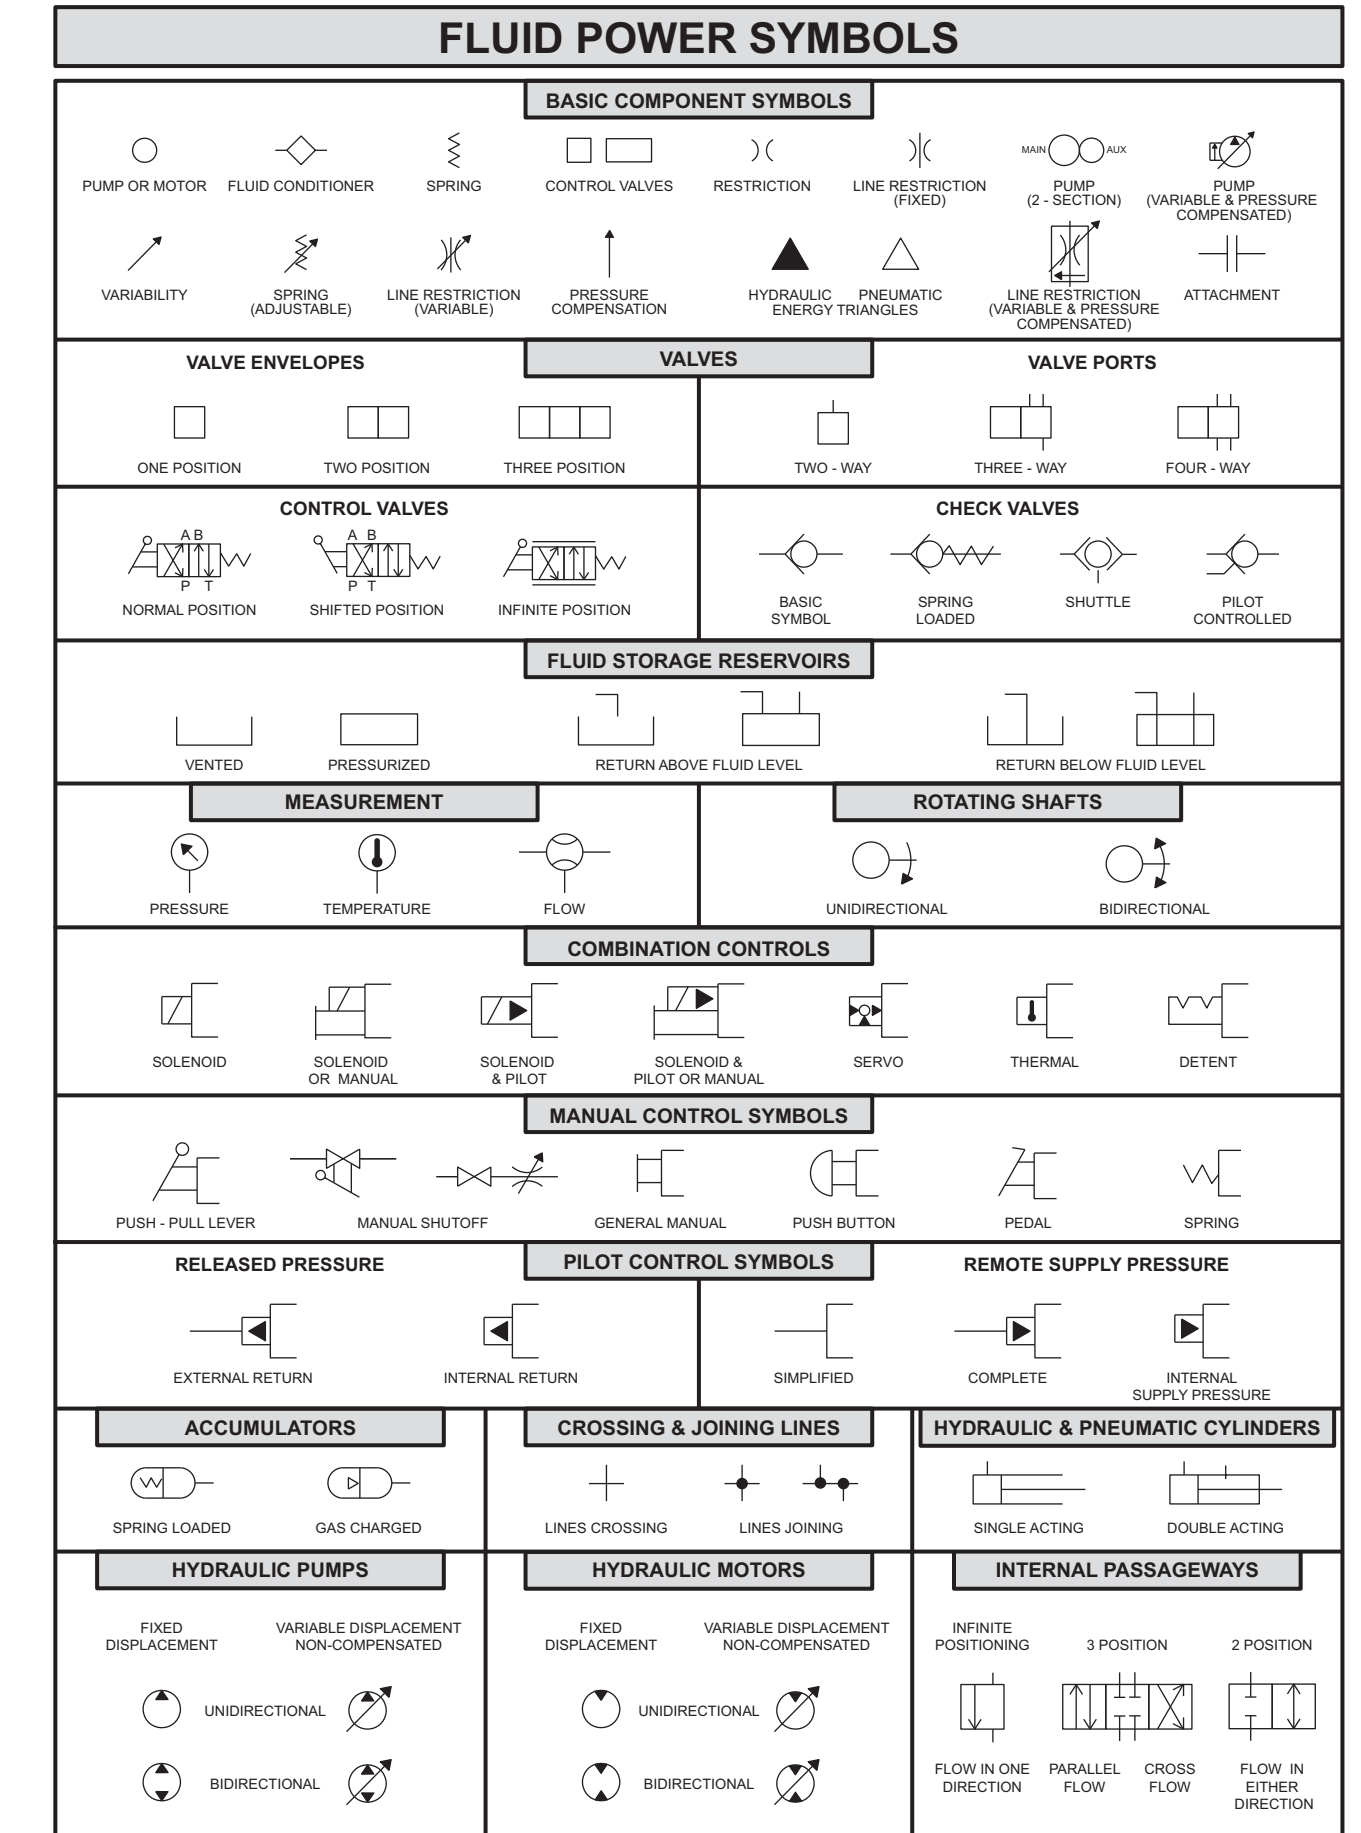 FLUID POWER SYMBOLS
BASIC COMPONENT SYMBOLS
MAIN
AUX
PUMP OR MOTOR
FLUID CONDITIONER
SPRING
CONTROL VALVES
RESTRICTION
LINE RESTRICTION
(FIXED)
PUMP
(2 - SECTION)
PUMP
(VARIABLE & PRESSURE
COMPENSATED)
VARIABILITY
SPRING
(ADJUSTABLE)
LINE RESTRICTION
(VARIABLE)
PRESSURE
COMPENSATION
HYDRAULIC
PNEUMATIC
ENERGY TRIANGLES
LINE RESTRICTION
(VARIABLE & PRESSURE
COMPENSATED)
ATTACHMENT
VALVES
VALVE ENVELOPES
ONE POSITION
TWO POSITION
THREE POSITION
VALVE PORTS
TWO - WAY
THREE - WAY
FOUR - WAY
CONTROL VALVES
A B
P T
NORMAL POSITION
A B
P T
SHIFTED POSITION
INFINITE POSITION
CHECK VALVES
BASIC
SYMBOL
SPRING
LOADED
SHUTTLE
PILOT
CONTROLLED
FLUID STORAGE RESERVOIRS
VENTED
PRESSURIZED
RETURN ABOVE FLUID LEVEL
RETURN BELOW FLUID LEVEL
MEASUREMENT
PRESSURE
TEMPERATURE
FLOW
ROTATING SHAFTS
UNIDIRECTIONAL
BIDIRECTIONAL
COMBINATION CONTROLS
SOLENOID
SOLENOID
OR MANUAL
SOLENOID
& PILOT
SOLENOID &
PILOT OR MANUAL
SERVO
THERMAL
DETENT
MANUAL CONTROL SYMBOLS
PUSH - PULL LEVER
MANUAL SHUTOFF
GENERAL MANUAL
PUSH BUTTON
PEDAL
SPRING
PILOT CONTROL SYMBOLS
RELEASED PRESSURE
EXTERNAL RETURN
INTERNAL RETURN
REMOTE SUPPLY PRESSURE
SIMPLIFIED
COMPLETE
INTERNAL
SUPPLY PRESSURE
ACCUMULATORS
SPRING LOADED
GAS CHARGED
CROSSING & JOINING LINES
LINES CROSSING
LINES JOINING
HYDRAULIC & PNEUMATIC CYLINDERS
SINGLE ACTING
DOUBLE ACTING
HYDRAULIC PUMPS
FIXED
DISPLACEMENT
VARIABLE DISPLACEMENT
NON-COMPENSATED
UNIDIRECTIONAL
BIDIRECTIONAL
HYDRAULIC MOTORS
FIXED
DISPLACEMENT
VARIABLE DISPLACEMENT
NON-COMPENSATED
UNIDIRECTIONAL
BIDIRECTIONAL
INTERNAL PASSAGEWAYS
INFINITE
POSITIONING
3 POSITION
2 POSITION
FLOW IN ONE
DIRECTION
PARALLEL
FLOW
CROSS
FLOW
FLOW IN
EITHER
DIRECTION